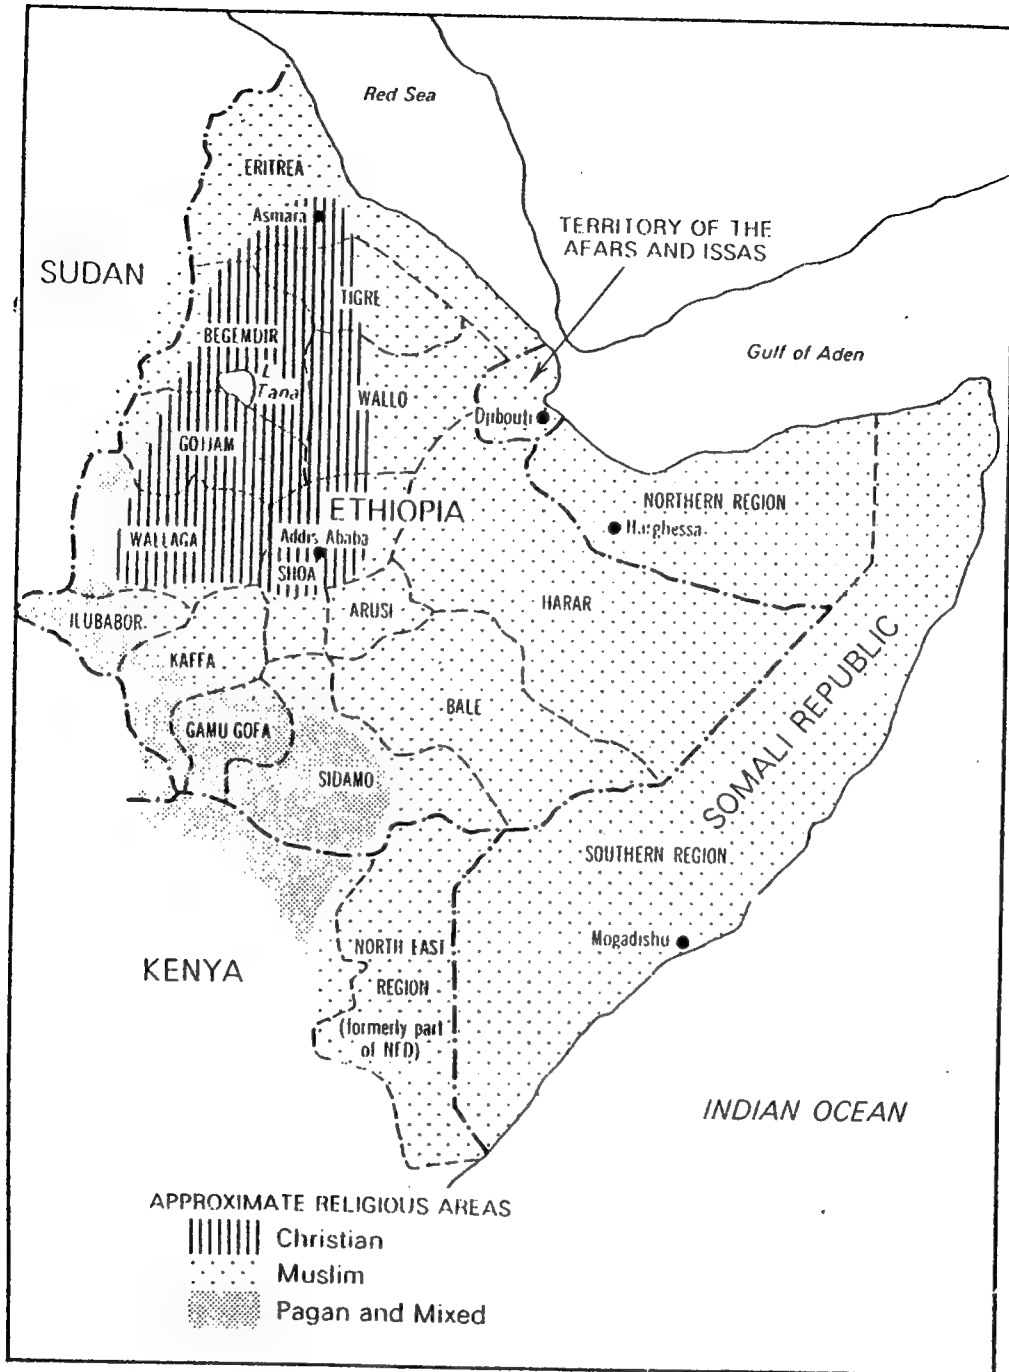 Red Sea
ERITREA
Asmara
TERRITORY OF THE
AFARS AND ISSAS
SUDAN
TIGRE
BEGEMDIR
L
Tana
Gulf of Aden
WALLO
Djibouti
GOJJAM
NORTHERN REGION
ETHIOPIA
Harghessa
WALLAGA
Addis Ababa
SHOA
HARAR
ARUSI
ILUBABOR
KAFFA
BALE
GAMU GOFA
SIDAMO
SOMALI REPUBLIC
SOUTHERN REGION
Mogadishu
NORTH EAST
REGION
(formerly part
of NFD)
KENYA
INDIAN OCEAN
APPROXIMATE RELIGIOUS AREAS
Christian
Muslim
Pagan and Mixed